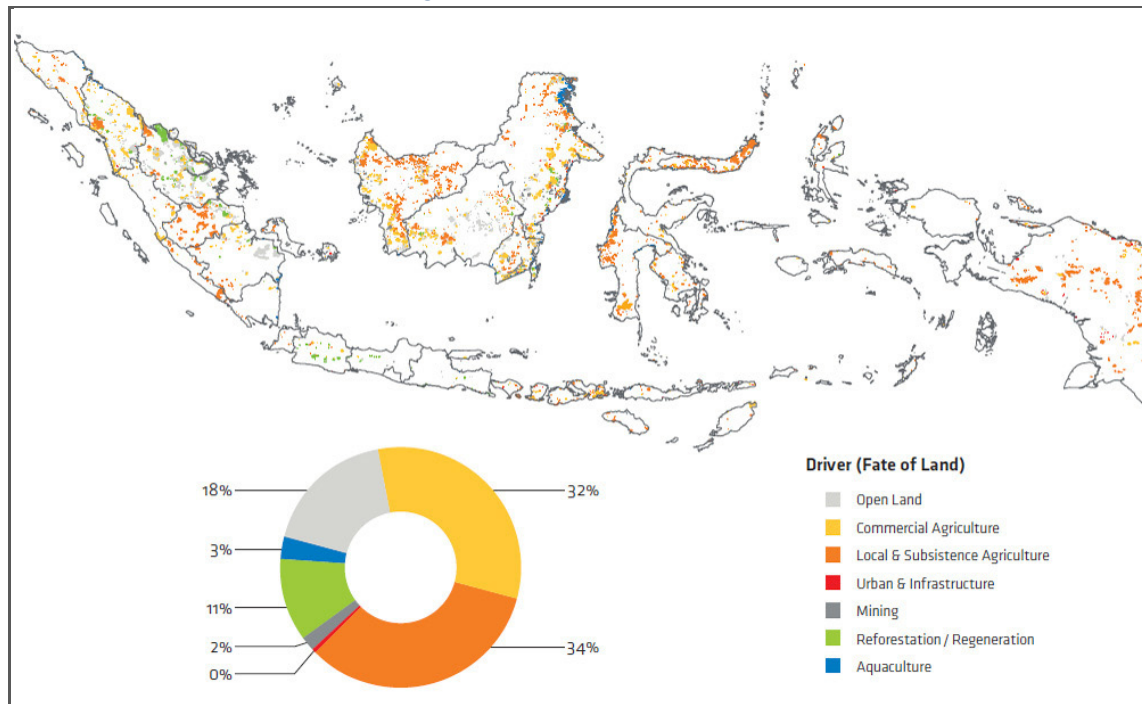 18%
32%
3%
11%
2%
0%
34%
Driver (Fate of Land)
Open Land
Commercial Agriculture
Local & Subsistence Agriculture
Urban & Infrastructure
Mining
Reforestation / Regeneration
Aquaculture